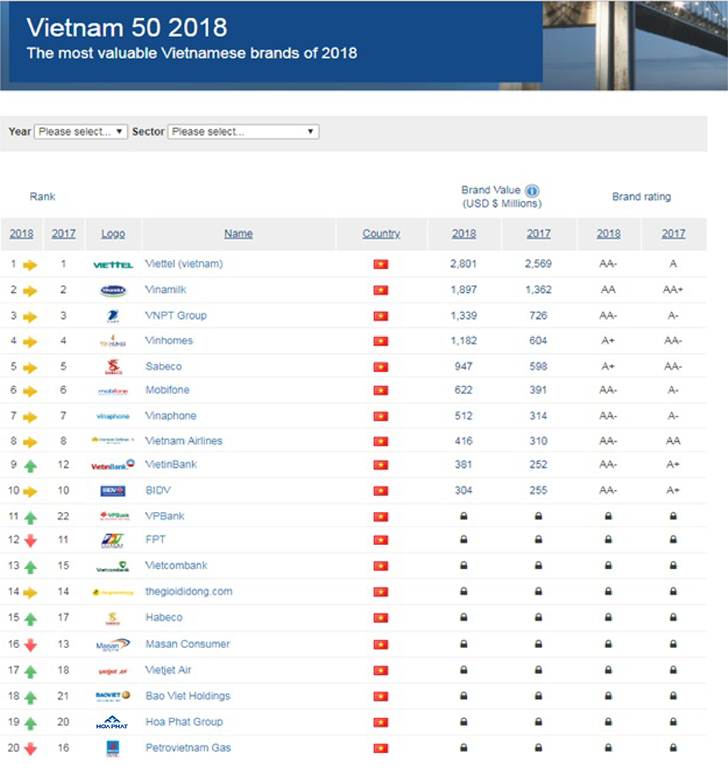 Vietnam 50 2018
The most valuable Vietnamese brands of 2018
Year Please select... Sector Please select...
Rank Brand Value (USD $ Millions) Brand rating
2018 2017 Logo Name Country 2018 2017 2018 2017
1 1 VIETTEL Viettel (vietnam) 2,801 2,569 AA- A
2 2 Vinamilk 1,897 1,362 AA AA+
3 3 VNPT VNPT Group 1,339 726 AA- A-
4 4 Vinhomes 1,182 604 A+ AA-
5 5 Sabeco 947 598 A+ AA-
6 6 mobifone Mobifone 622 391 AA- A-
7 7 vinaphone Vinaphone 512 314 AA- A-
8 8 Vietnam Airlines Vietnam Airlines 416 310 AA- AA
9 12 VietinBank VietinBank 381 252 AA- A+
10 10 BIDV BIDV 304 255 AA- A+
11 22 VPBank VPBank
12 11 FPT FPT
13 15 Vietcombank Vietcombank
14 14 thegioididong.com
15 17 Habeco
16 13 Masan Masan Consumer
17 18 vietjet Air Vietjet Air
18 21 BAOVIET Bao Viet Holdings
19 20 HOA PHAT Hoa Phat Group
20 16 Petrovietnam Gas